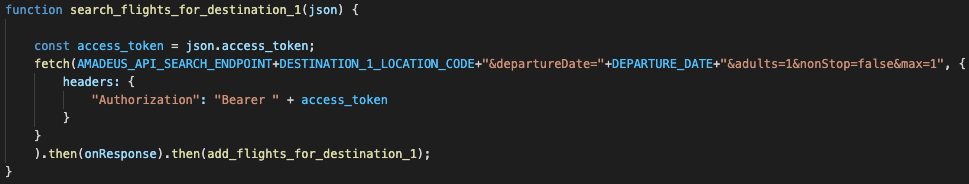 function search_flights_for_destination_1(json) {
const access_token = json.access_token;
fetch(AMADEUS_API_SEARCH_ENDPOINT+DESTINATION_1_LOCATION_CODE+"&departureDate="+DEPARTURE_DATE+"&adults=1&nonStop=false&max=1", {
headers: {
"Authorization": "Bearer " + access_token
}
}
).then(onResponse).then(add_flights_for_destination_1);
}